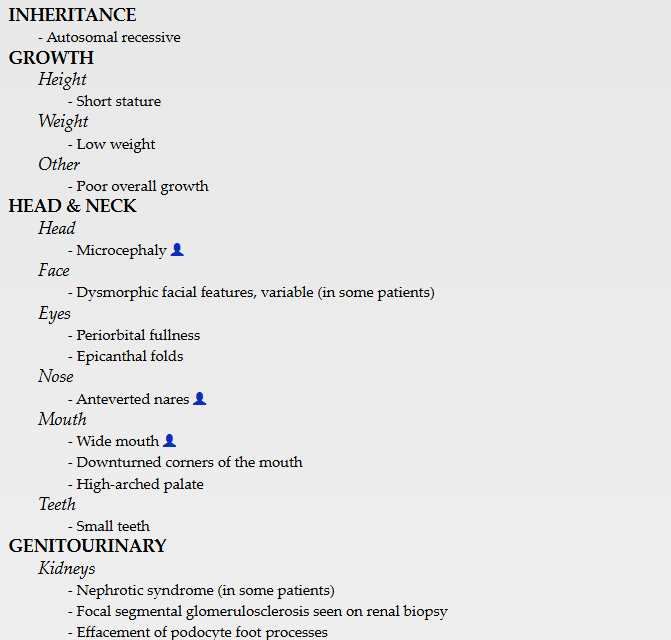 INHERITANCE
- Autosomal recessive
GROWTH
Height
- Short stature
Weight
- Low weight
Other
- Poor overall growth
HEAD & NECK
Head
- Microcephaly
Face
- Dysmorphic facial features, variable (in some patients)
Eyes
- Periorbital fullness
- Epicanthal folds
Nose
- Anteverted nares
Mouth
- Wide mouth
- Downturned corners of the mouth
- High-arched palate
Teeth
- Small teeth
GENITOURINARY
Kidneys
- Nephrotic syndrome (in some patients)
- Focal segmental glomerulosclerosis seen on renal biopsy
- Effacement of podocyte foot processes